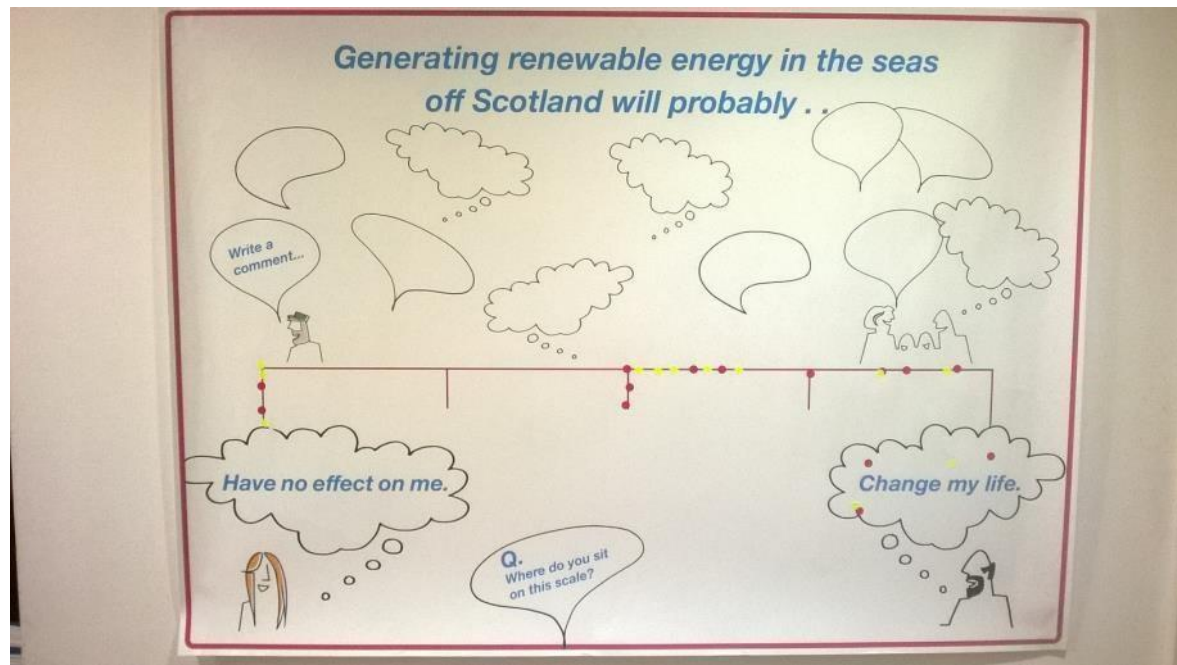 Generating renewable energy in the seas
off Scotland will probably . .
Write a
comment...
Have no effect on me.
Change my life.
Q.
Where do you sit
on this scale?